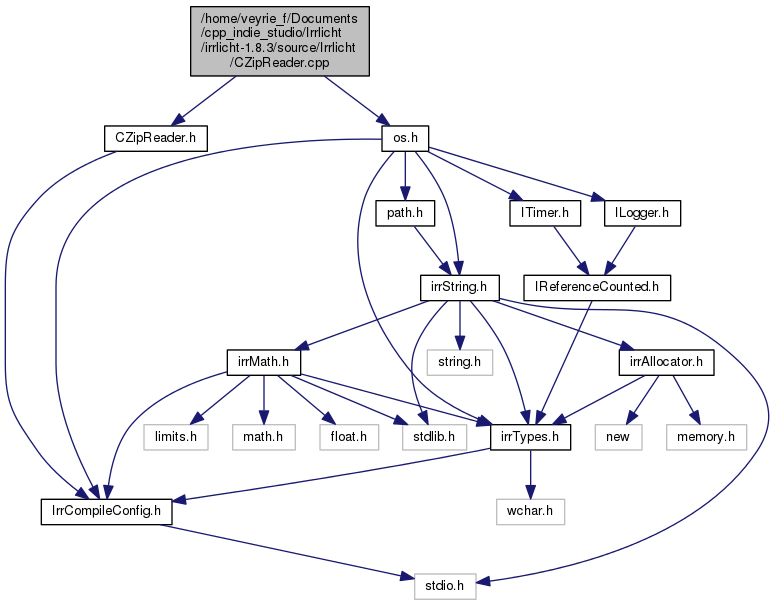 /home/veyrie_f/Documents
/cpp_indie_studio/Irrlicht
/irrlicht-1.8.3/source/Irrlicht
/CZipReader.cpp
CZipReader.h
os.h
path.h
ITimer.h
ILogger.h
irrString.h
IReferenceCounted.h
irrMath.h
string.h
irrAllocator.h
limits.h
math.h
float.h
stdlib.h
irrTypes.h
new
memory.h
IrrCompileConfig.h
wchar.h
stdio.h